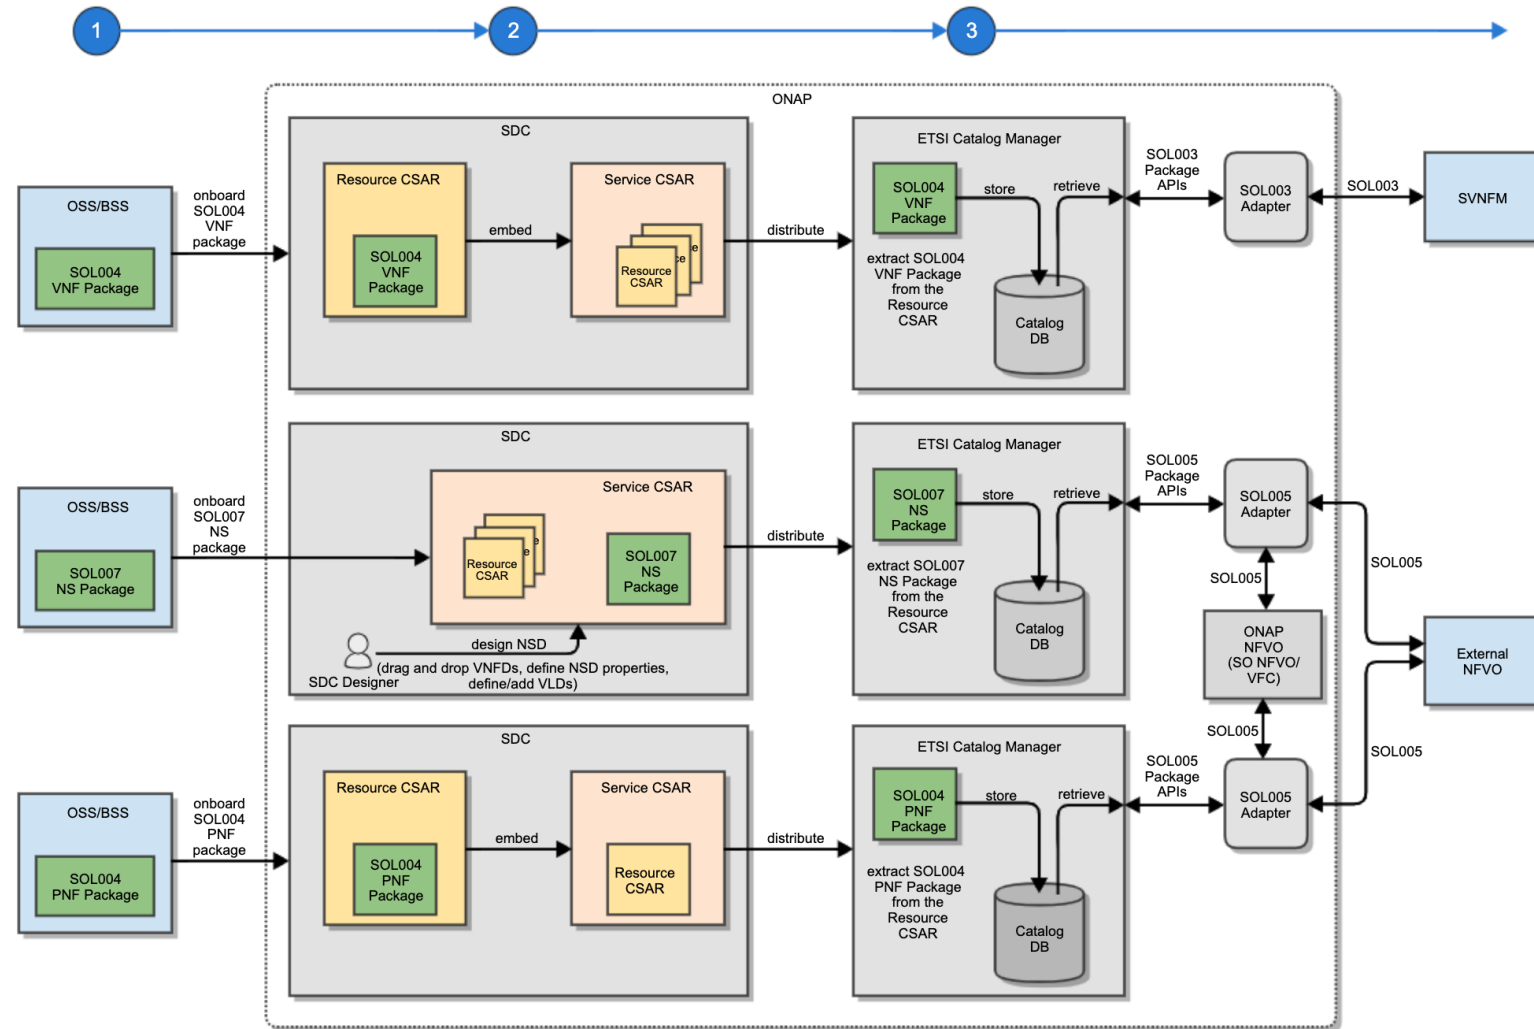 1
2
3
ONAP
SDC
Resource CSAR
Service CSAR
ETSI Catalog Manager
OSS/BSS
SOL004
VNF Package
onboard
SOL004
VNF
package
SOL004
VNF
Package
embed
Resource
CSAR
ce
e
distribute
SOL004
VNF
Package
store
retrieve
extract SOL004
VNF Package
from the
Resource
CSAR
Catalog
DB
SOL003
Package
APIs
SOL003
Adapter
SOL003
SVNFM
SDC
Service CSAR
ETSI Catalog Manager
OSS/BSS
SOL007
NS Package
onboard
SOL007
NS
package
Resource
CSAR
e
SOL007
NS
Package
design NSD
(drag and drop VNFDs, define NSD properties,
define/add VLDs)
SDC Designer
distribute
SOL007
NS
Package
store
retrieve
extract SOL007
NS Package
from the
Resource
CSAR
Catalog
DB
SOL005
Package
APIs
SOL005
Adapter
SOL005
SOL005
ONAP
NFVO
(SO NFVO/
VFC)
External
NFVO
SOL005
SOL005
SDC
Resource CSAR
Service CSAR
ETSI Catalog Manager
OSS/BSS
SOL004
PNF Package
onboard
SOL004
PNF
package
SOL004
PNF
Package
embed
Resource
CSAR
distribute
SOL004
PNF
Package
store
retrieve
extract SOL004
PNF Package
from the
Resource
CSAR
Catalog
DB
SOL005
Package
APIs
SOL005
Adapter